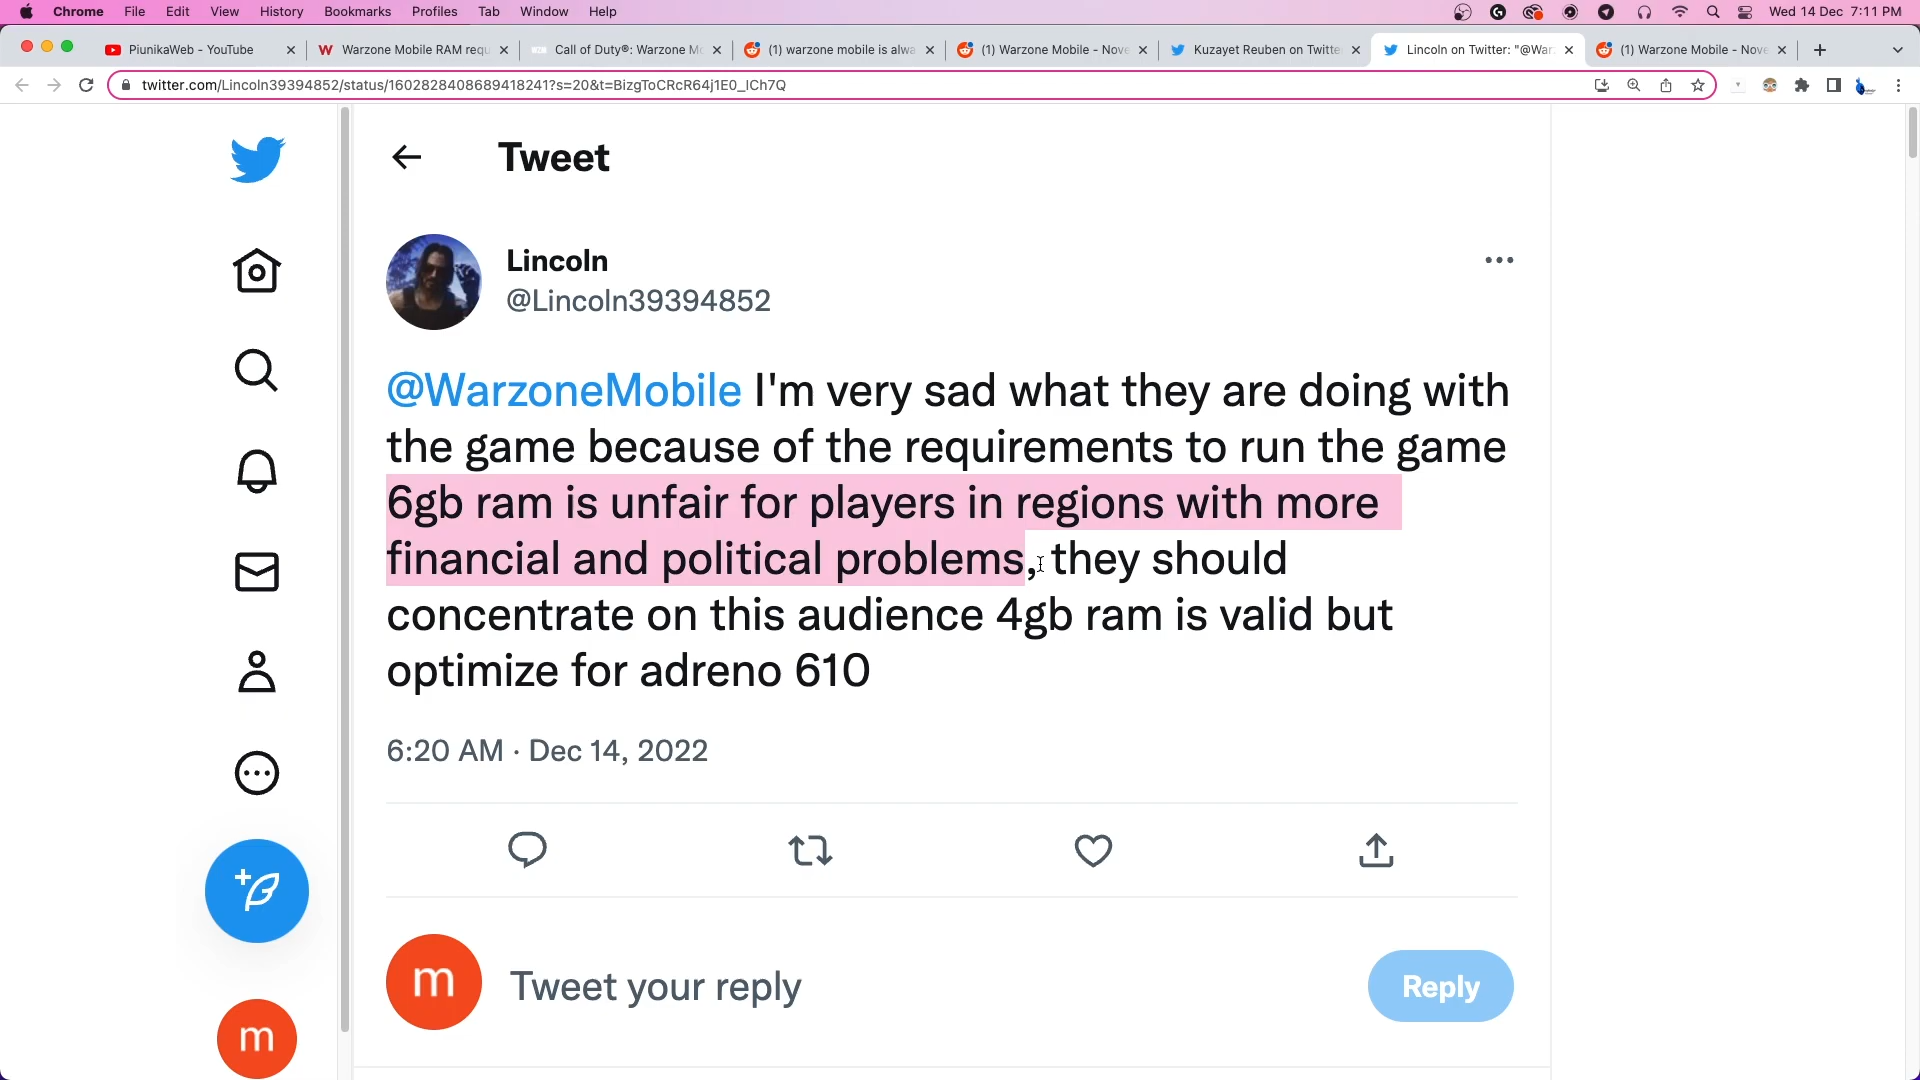 Chrome File Edit View History Bookmarks Profiles Tab Window Help Wed 14 Dec 7:11 PM
PiunikaWeb - YouTube Warzone Mobile RAM requ Call of Duty®: Warzone Mo (1) warzone mobile is alwa (1) Warzone Mobile - Nove Kuzayet Reuben on Twitte Lincoln on Twitter: "@War (1) Warzone Mobile - Nove
twitter.com/Lincoln39394852/status/1602828408689418241?s=20&t=BizgToCRcR64j1E0_ICh7Q
Tweet
Lincoln
@Lincoln39394852
@WarzoneMobile I'm very sad what they are doing with
the game because of the requirements to run the game
6gb ram is unfair for players in regions with more
financial and political problems, they should
concentrate on this audience 4gb ram is valid but
optimize for adreno 610
6:20 AM · Dec 14, 2022
m Tweet your reply Reply
m